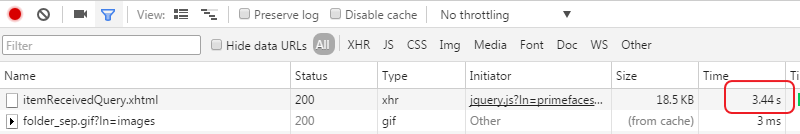 View: Preserve log Disable cache No throttling
Filter Hide data URLs All XHR JS CSS Img Media Font Doc WS Other
Name Status Type Initiator Size Time Ti
itemReceivedQuery.xhtml 200 xhr jquery.js?ln=primefaces... 18.5 KB 3.44 s
folder_sep.gif?ln=images 200 gif Other (from cache) 3 ms